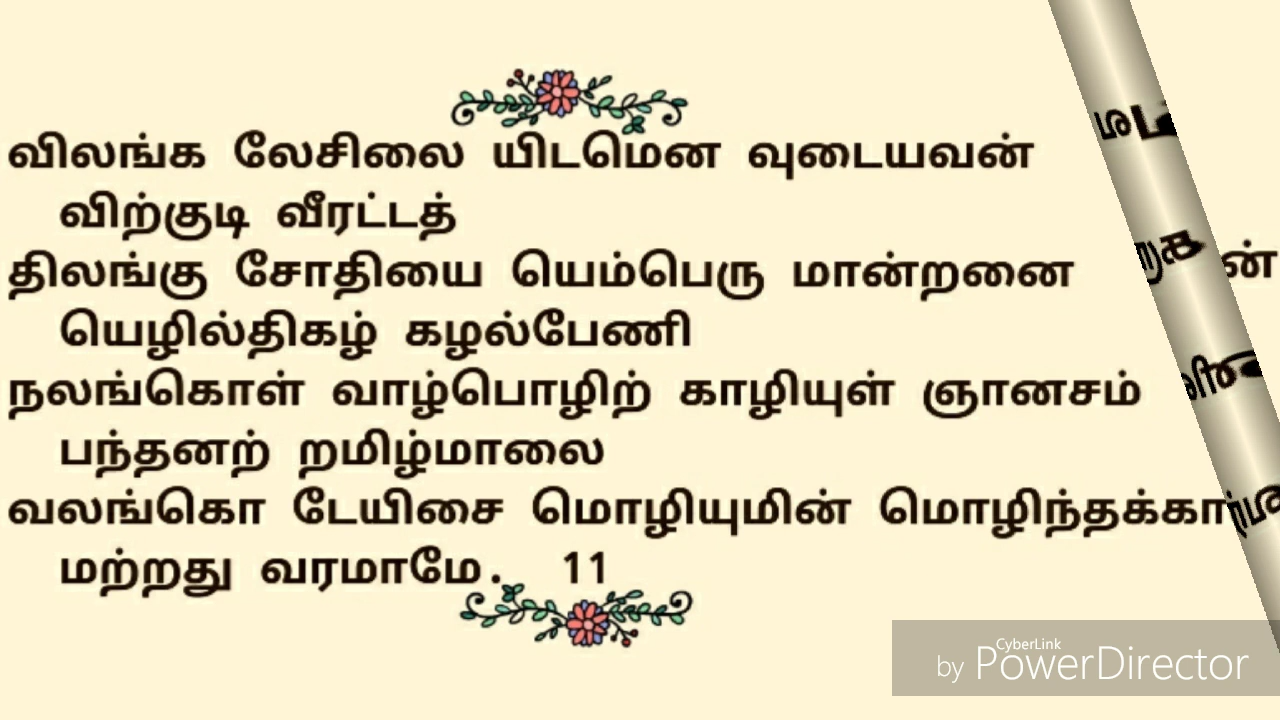 விலங்க லேசிலை யிடமென வுடையவன்
விற்குடி வீரட்டத்
திலங்கு சோதியை யெம்பெரு மான்றனை
யெழில்திகழ் கழல்பேணி
நலங்கொள் வாழ்பொழிற் காழியுள் ஞானசம்
பந்தனற் றமிழ்மாலை
வலங்கொ டேயிசை மொழியுமின் மொழிந்தக்கா
மற்றது வரமாமே. 11
CyberLink
by PowerDirector